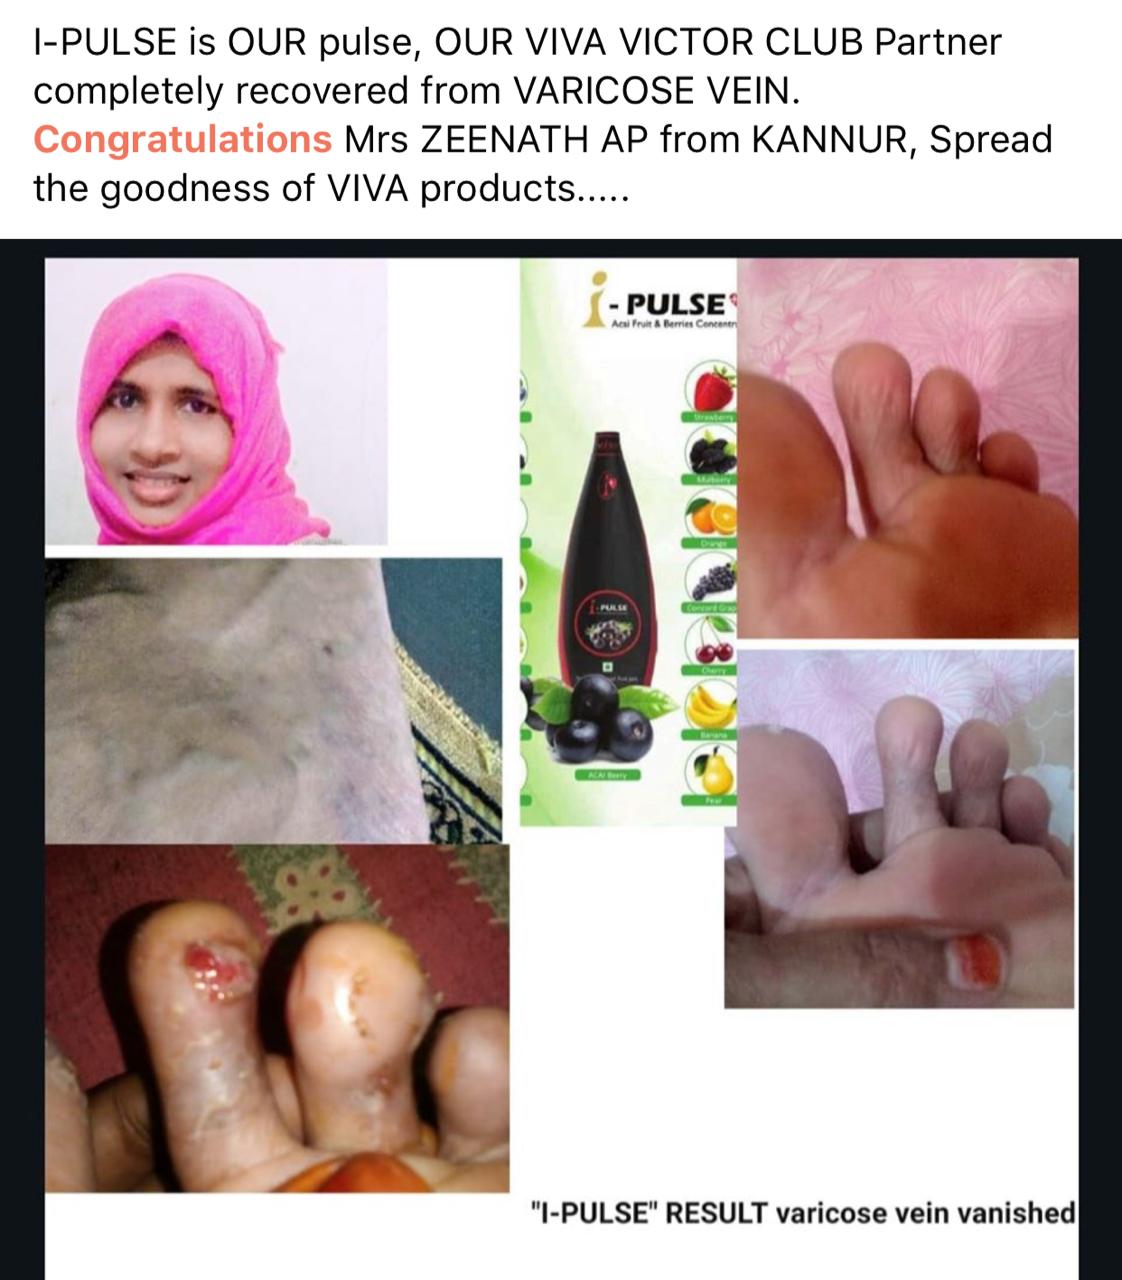 I-PULSE is OUR pulse, OUR VIVA VICTOR CLUB Partner
completely recovered from VARICOSE VEIN.
Congratulations Mrs ZEENATH AP from KANNUR, Spread
the goodness of VIVA products.....
i - PULSE
Acai Fruit & Berries Concentr
Strawberry
Mulberry
Orange
Concord Grap
Cherry
Banana
Pear
i-PULSE
ACAI Berry
"I-PULSE" RESULT varicose vein vanished